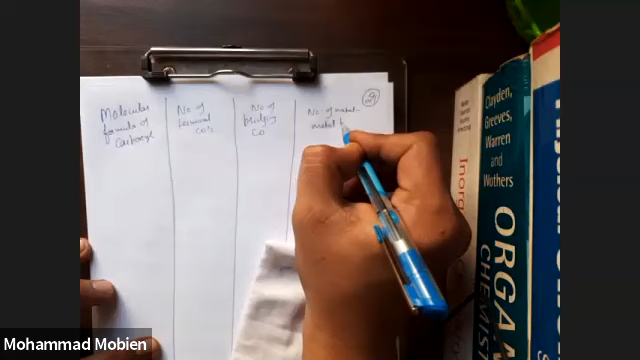 Molecular
formula of
Carbonyl
No of
terminal
CO's
No of
bridging
CO
No. of metal-
metal b
Clayden,
Greeves,
Warren
and
Wothers
ORGAN
CHEMIST
Inorg
Mohammad Mobien